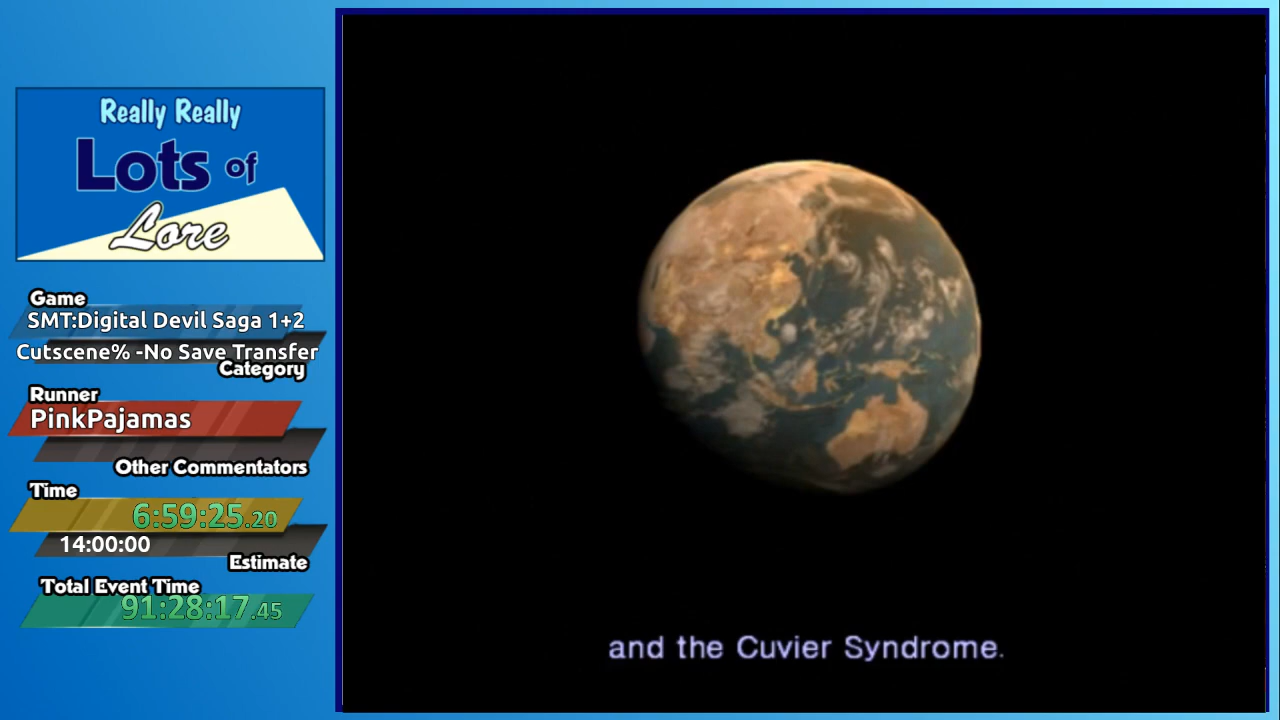 Really Really
Lots of
Lore
Game
SMT:Digital Devil Saga 1+2
Cutscene% -No Save Transfer
Category
Runner
PinkPajamas
Other Commentators
Time
6:59:25.20
14:00:00
Estimate
Total Event Time
91:28:17.45
and the Cuvier Syndrome.